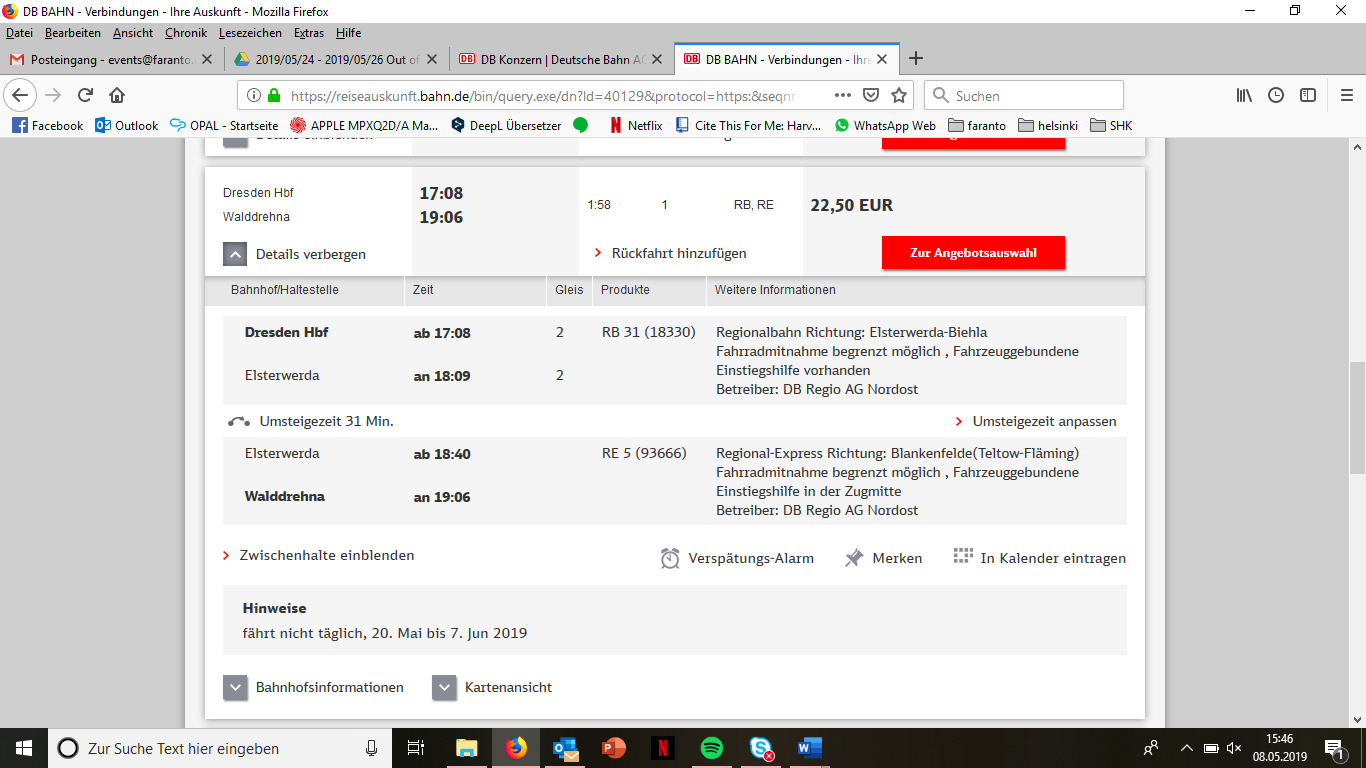 DB BAHN - Verbindungen - Ihre Auskunft - Mozilla Firefox
Datei Bearbeiten Ansicht Chronik Lesezeichen Extras Hilfe
Posteingang - events@faranto. 2019/05/24 - 2019/05/26 Out of DB DB Konzern | Deutsche Bahn AG DB DB BAHN - Verbindungen - Ihre
https://reiseauskunft.bahn.de/bin/query.exe/dn?ld=40129&protocol=https:&seqnr Suchen
Facebook Outlook OPAL - Startseite APPLE MPXQ2D/A Ma... DeepL Übersetzer Netflix Cite This For Me: Harv... WhatsApp Web faranto helsinki SHK
Dresden Hbf 17:08
Walddrehna 19:06
1:58 1 RB, RE 22,50 EUR
Details verbergen Rückfahrt hinzufügen Zur Angebotsauswahl
Bahnhof/Haltestelle Zeit Gleis Produkte Weitere Informationen
Dresden Hbf ab 17:08 2 RB 31 (18330) Regionalbahn Richtung: Elsterwerda-Biehla
Fahrradmitnahme begrenzt möglich , Fahrzeuggebundene
Elsterwerda an 18:09 2 Einstiegshilfe vorhanden
Betreiber: DB Regio AG Nordost
Umsteigezeit 31 Min. Umsteigezeit anpassen
Elsterwerda ab 18:40 RE 5 (93666) Regional-Express Richtung: Blankenfelde(Teltow-Fläming)
Fahrradmitnahme begrenzt möglich , Fahrzeuggebundene
Walddrehna an 19:06 Einstiegshilfe in der Zugmitte
Betreiber: DB Regio AG Nordost
Zwischenhalte einblenden Verspätungs-Alarm Merken In Kalender eintragen
Hinweise
fährt nicht täglich, 20. Mai bis 7. Jun 2019
Bahnhofsinformationen Kartenansicht
Zur Suche Text hier eingeben 15:46
08.05.2019 1